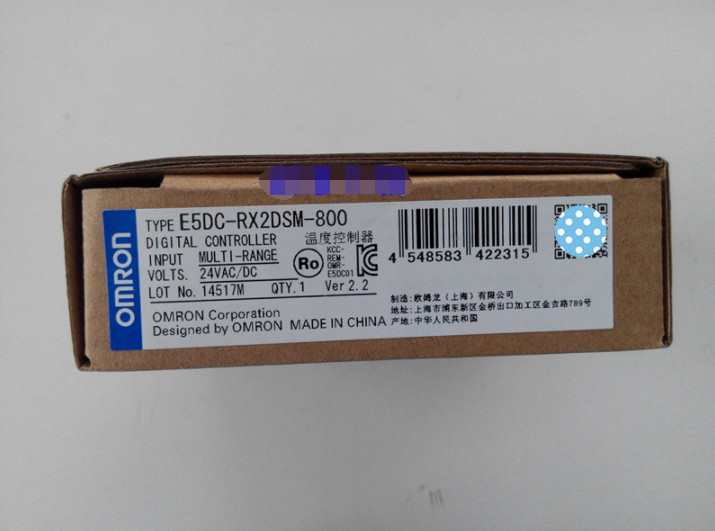 OMRON
TYPE E5DC-RX2DSM-800
DIGITAL CONTROLLER 温度控制器
INPUT MULTI-RANGE
VOLTS. 24VAC/DC
LOT No. 14517M QTY.1 Ver 2.2
Ro
KCC-
REM-
OMR-
E5DC01
OMRON Corporation
Designed by OMRON MADE IN CHINA
4 548583 422315
制造: 欧姆龙(上海)有限公司
地址: 上海市浦东新区金桥出口加工区金吉路789号
产地: 中华人民共和国